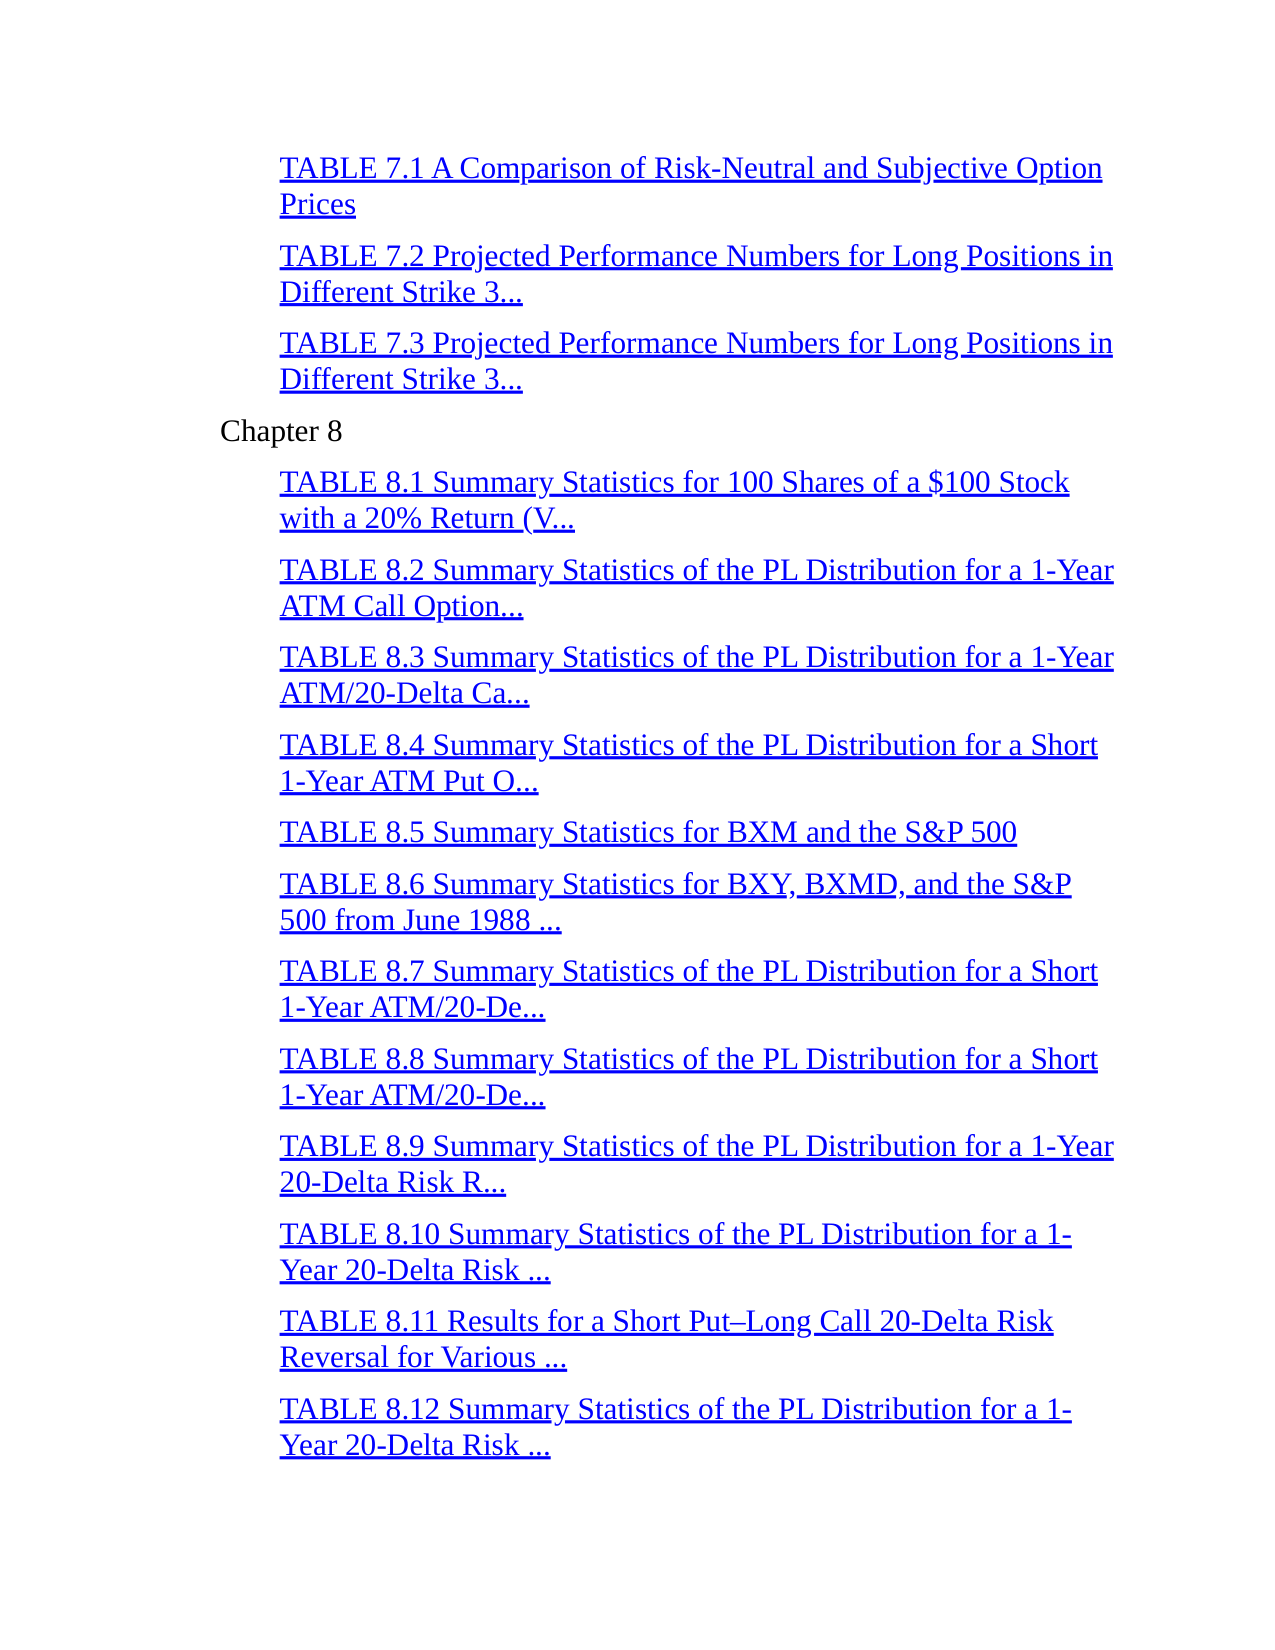 TABLE 7.1 A Comparison of Risk-Neutral and Subjective Option
Prices
TABLE 7.2 Projected Performance Numbers for Long Positions in
Different Strike 3...
TABLE 7.3 Projected Performance Numbers for Long Positions in
Different Strike 3...
Chapter 8
TABLE 8.1 Summary Statistics for 100 Shares of a $100 Stock
with a 20% Return (V...
TABLE 8.2 Summary Statistics of the PL Distribution for a 1-Year
ATM Call Option...
TABLE 8.3 Summary Statistics of the PL Distribution for a 1-Year
ATM/20-Delta Ca...
TABLE 8.4 Summary Statistics of the PL Distribution for a Short
1-Year ATM Put O...
TABLE 8.5 Summary Statistics for BXM and the S&P 500
TABLE 8.6 Summary Statistics for BXY, BXMD, and the S&P
500 from June 1988 ...
TABLE 8.7 Summary Statistics of the PL Distribution for a Short
1-Year ATM/20-De...
TABLE 8.8 Summary Statistics of the PL Distribution for a Short
1-Year ATM/20-De...
TABLE 8.9 Summary Statistics of the PL Distribution for a 1-Year
20-Delta Risk R...
TABLE 8.10 Summary Statistics of the PL Distribution for a 1-
Year 20-Delta Risk ...
TABLE 8.11 Results for a Short Put–Long Call 20-Delta Risk
Reversal for Various ...
TABLE 8.12 Summary Statistics of the PL Distribution for a 1-
Year 20-Delta Risk ...